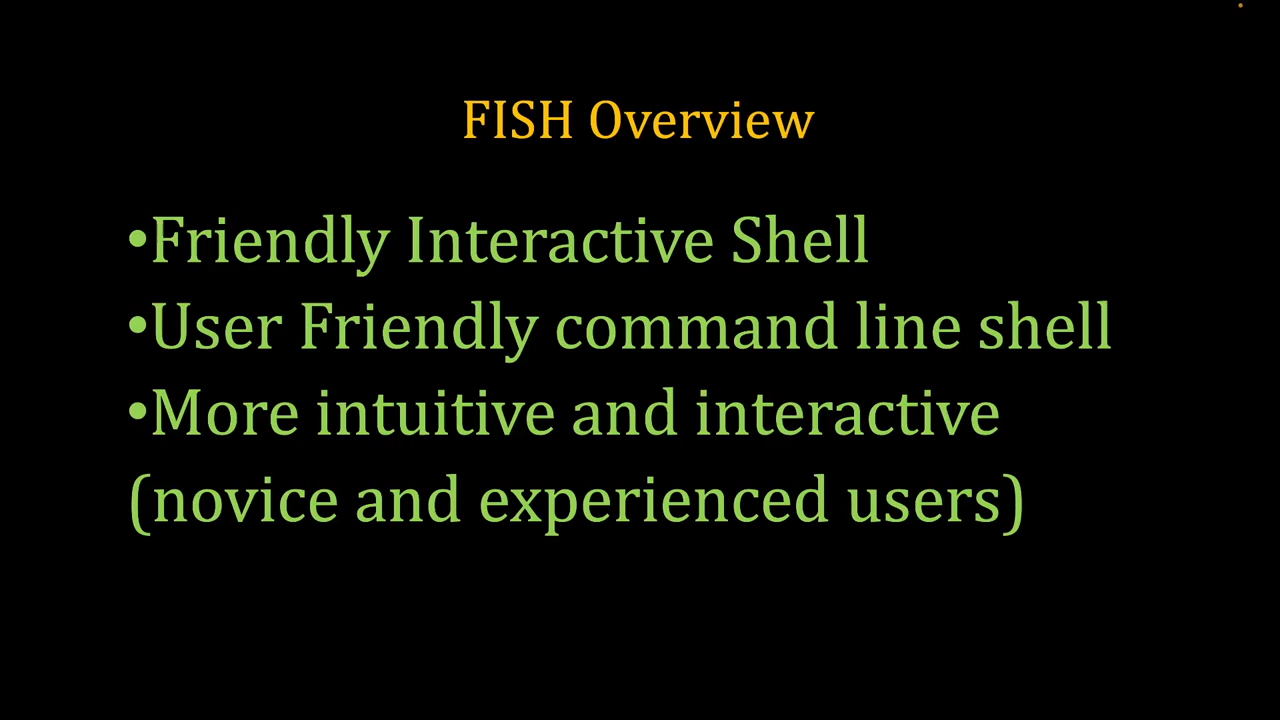 FISH Overview
•Friendly Interactive Shell
•User Friendly command line shell
•More intuitive and interactive
(novice and experienced users)